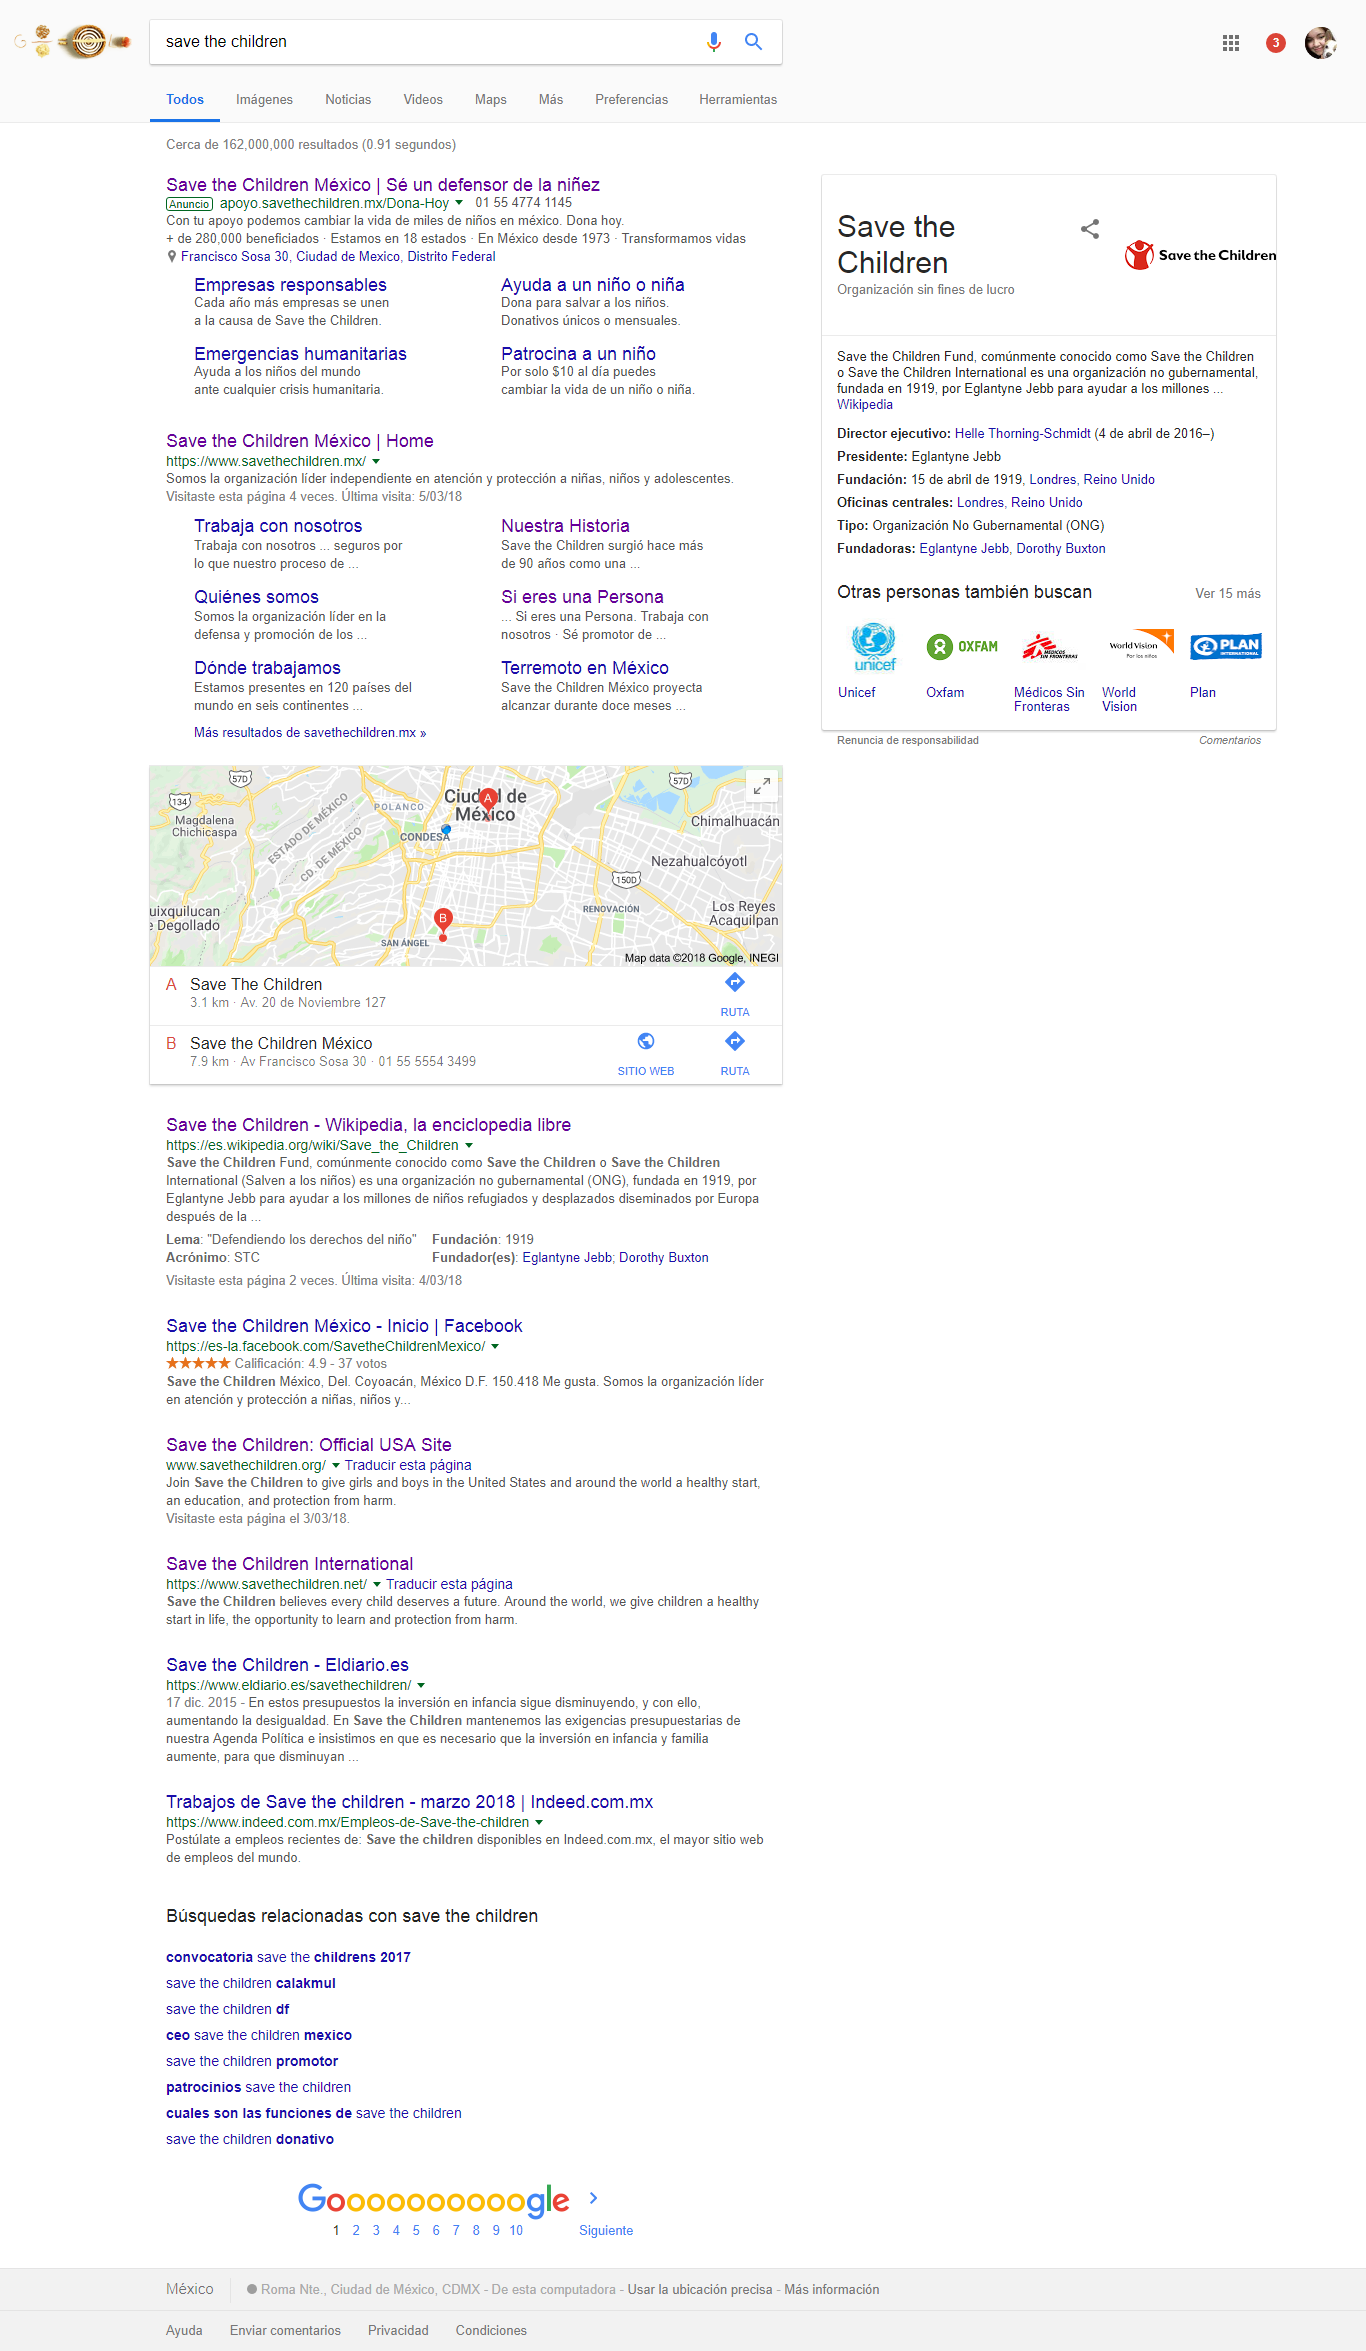 save the children
3
Todos Imágenes Noticias Videos Maps Más Preferencias Herramientas
Cerca de 162,000,000 resultados (0.91 segundos)
Save the Children México | Sé un defensor de la niñez
Anuncio apoyo.savethechildren.mx/Dona-Hoy 01 55 4774 1145
Con tu apoyo podemos cambiar la vida de miles de niños en méxico. Dona hoy.
+ de 280,000 beneficiados · Estamos en 18 estados · En México desde 1973 · Transformamos vidas
Francisco Sosa 30, Ciudad de Mexico, Distrito Federal
Empresas responsables
Cada año más empresas se unen
a la causa de Save the Children.
Ayuda a un niño o niña
Dona para salvar a los niños.
Donativos únicos o mensuales.
Emergencias humanitarias
Ayuda a los niños del mundo
ante cualquier crisis humanitaria.
Patrocina a un niño
Por solo $10 al día puedes
cambiar la vida de un niño o niña.
Save the Children México | Home
https://www.savethechildren.mx/
Somos la organización líder independiente en atención y protección a niñas, niños y adolescentes.
Visitaste esta página 4 veces. Última visita: 5/03/18
Trabaja con nosotros
Trabaja con nosotros ... seguros por
lo que nuestro proceso de ...
Nuestra Historia
Save the Children surgió hace más
de 90 años como una ...
Quiénes somos
Somos la organización líder en la
defensa y promoción de los ...
Si eres una Persona
... Si eres una Persona. Trabaja con
nosotros · Sé promotor de ...
Dónde trabajamos
Estamos presentes en 120 países del
mundo en seis continentes ...
Terremoto en México
Save the Children México proyecta
alcanzar durante doce meses ...
Más resultados de savethechildren.mx »
57D
134
Magdalena
Chichicaspa
ESTADO DE MÉXICO
CD. DE MÉXICO
POLANCO
CONDESA
Ciudad de
México
A
57D
Chimalhuacán
Nezahualcóyotl
150D
RENOVACIÓN
Los Reyes
Acaquilpan
uixquilucan
e Degollado
B
SAN ÁNGEL
Map data ©2018 Google, INEGI
A Save The Children
3.1 km · Av. 20 de Noviembre 127
RUTA
B Save the Children México
7.9 km · Av Francisco Sosa 30 · 01 55 5554 3499
SITIO WEB RUTA
Save the Children - Wikipedia, la enciclopedia libre
https://es.wikipedia.org/wiki/Save_the_Children
Save the Children Fund, comúnmente conocido como Save the Children o Save the Children
International (Salven a los niños) es una organización no gubernamental (ONG), fundada en 1919, por
Eglantyne Jebb para ayudar a los millones de niños refugiados y desplazados diseminados por Europa
después de la ...
Lema: "Defendiendo los derechos del niño" Fundación: 1919
Acrónimo: STC Fundador(es): Eglantyne Jebb; Dorothy Buxton
Visitaste esta página 2 veces. Última visita: 4/03/18
Save the Children México - Inicio | Facebook
https://es-la.facebook.com/SavetheChildrenMexico/
Calificación: 4.9 - 37 votos
Save the Children México, Del. Coyoacán, México D.F. 150.418 Me gusta. Somos la organización líder
en atención y protección a niñas, niños y...
Save the Children: Official USA Site
www.savethechildren.org/ Traducir esta página
Join Save the Children to give girls and boys in the United States and around the world a healthy start,
an education, and protection from harm.
Visitaste esta página el 3/03/18.
Save the Children International
https://www.savethechildren.net/ Traducir esta página
Save the Children believes every child deserves a future. Around the world, we give children a healthy
start in life, the opportunity to learn and protection from harm.
Save the Children - Eldiario.es
https://www.eldiario.es/savethechildren/
17 dic. 2015 - En estos presupuestos la inversión en infancia sigue disminuyendo, y con ello,
aumentando la desigualdad. En Save the Children mantenemos las exigencias presupuestarias de
nuestra Agenda Política e insistimos en que es necesario que la inversión en infancia y familia
aumente, para que disminuyan ...
Trabajos de Save the children - marzo 2018 | Indeed.com.mx
https://www.indeed.com.mx/Empleos-de-Save-the-children
Postúlate a empleos recientes de: Save the children disponibles en Indeed.com.mx, el mayor sitio web
de empleos del mundo.
Búsquedas relacionadas con save the children
convocatoria save the childrens 2017
save the children calakmul
save the children df
ceo save the children mexico
save the children promotor
patrocinios save the children
cuales son las funciones de save the children
save the children donativo
Goooooooooogle
1 2 3 4 5 6 7 8 9 10 Siguiente
Save the
Children
Organización sin fines de lucro
Save the Children
Save the Children Fund, comúnmente conocido como Save the Children
o Save the Children International es una organización no gubernamental,
fundada en 1919, por Eglantyne Jebb para ayudar a los millones ...
Wikipedia
Director ejecutivo: Helle Thorning-Schmidt (4 de abril de 2016–)
Presidente: Eglantyne Jebb
Fundación: 15 de abril de 1919, Londres, Reino Unido
Oficinas centrales: Londres, Reino Unido
Tipo: Organización No Gubernamental (ONG)
Fundadoras: Eglantyne Jebb, Dorothy Buxton
Otras personas también buscan Ver 15 más
unicef
OXFAM
MÉDICOS
SIN FRONTERAS
World Vision
Por los niños
PLAN
INTERNATIONAL
Unicef
Oxfam
Médicos Sin
Fronteras
World
Vision
Plan
Renuncia de responsabilidad Comentarios
México Roma Nte., Ciudad de México, CDMX - De esta computadora - Usar la ubicación precisa - Más información
Ayuda Enviar comentarios Privacidad Condiciones